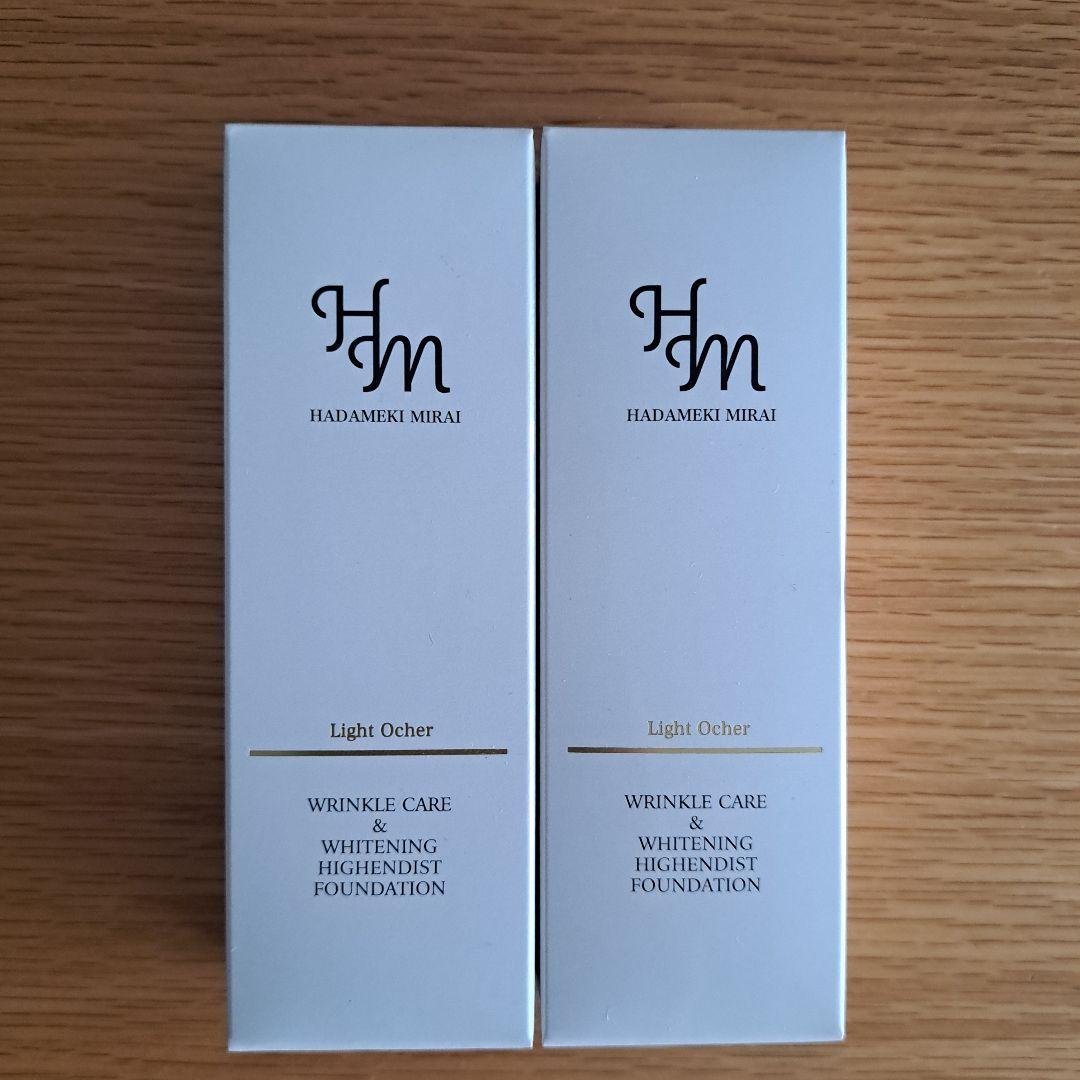 HM
HADAMEKI MIRAI
Light Ocher
WRINKLE CARE
&
WHITENING
HIGHENDIST
FOUNDATION
HM
HADAMEKI MIRAI
Light Ocher
WRINKLE CARE
&
WHITENING
HIGHENDIST
FOUNDATION